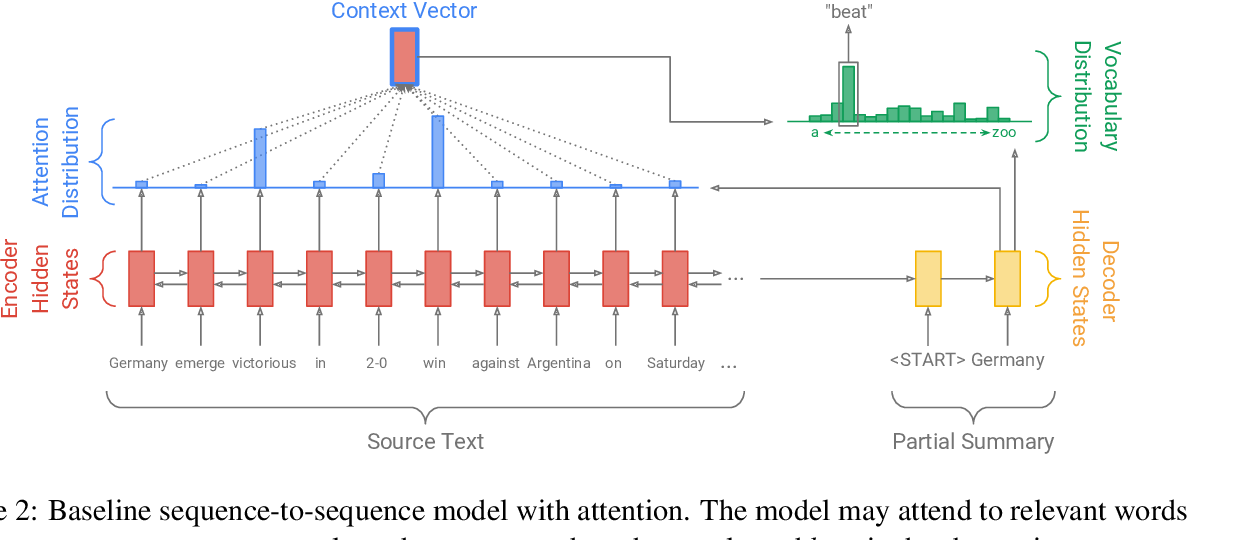 Context Vector
"beat"
Vocabulary
Distribution
a
zoo
Attention
Distribution
Encoder
Hidden
States
...
Decoder
Hidden States
Germany emerge victorious in 2-0 win against Argentina on Saturday ...
<START> Germany
Source Text
Partial Summary
2: Baseline sequence-to-sequence model with attention. The model may attend to relevant words